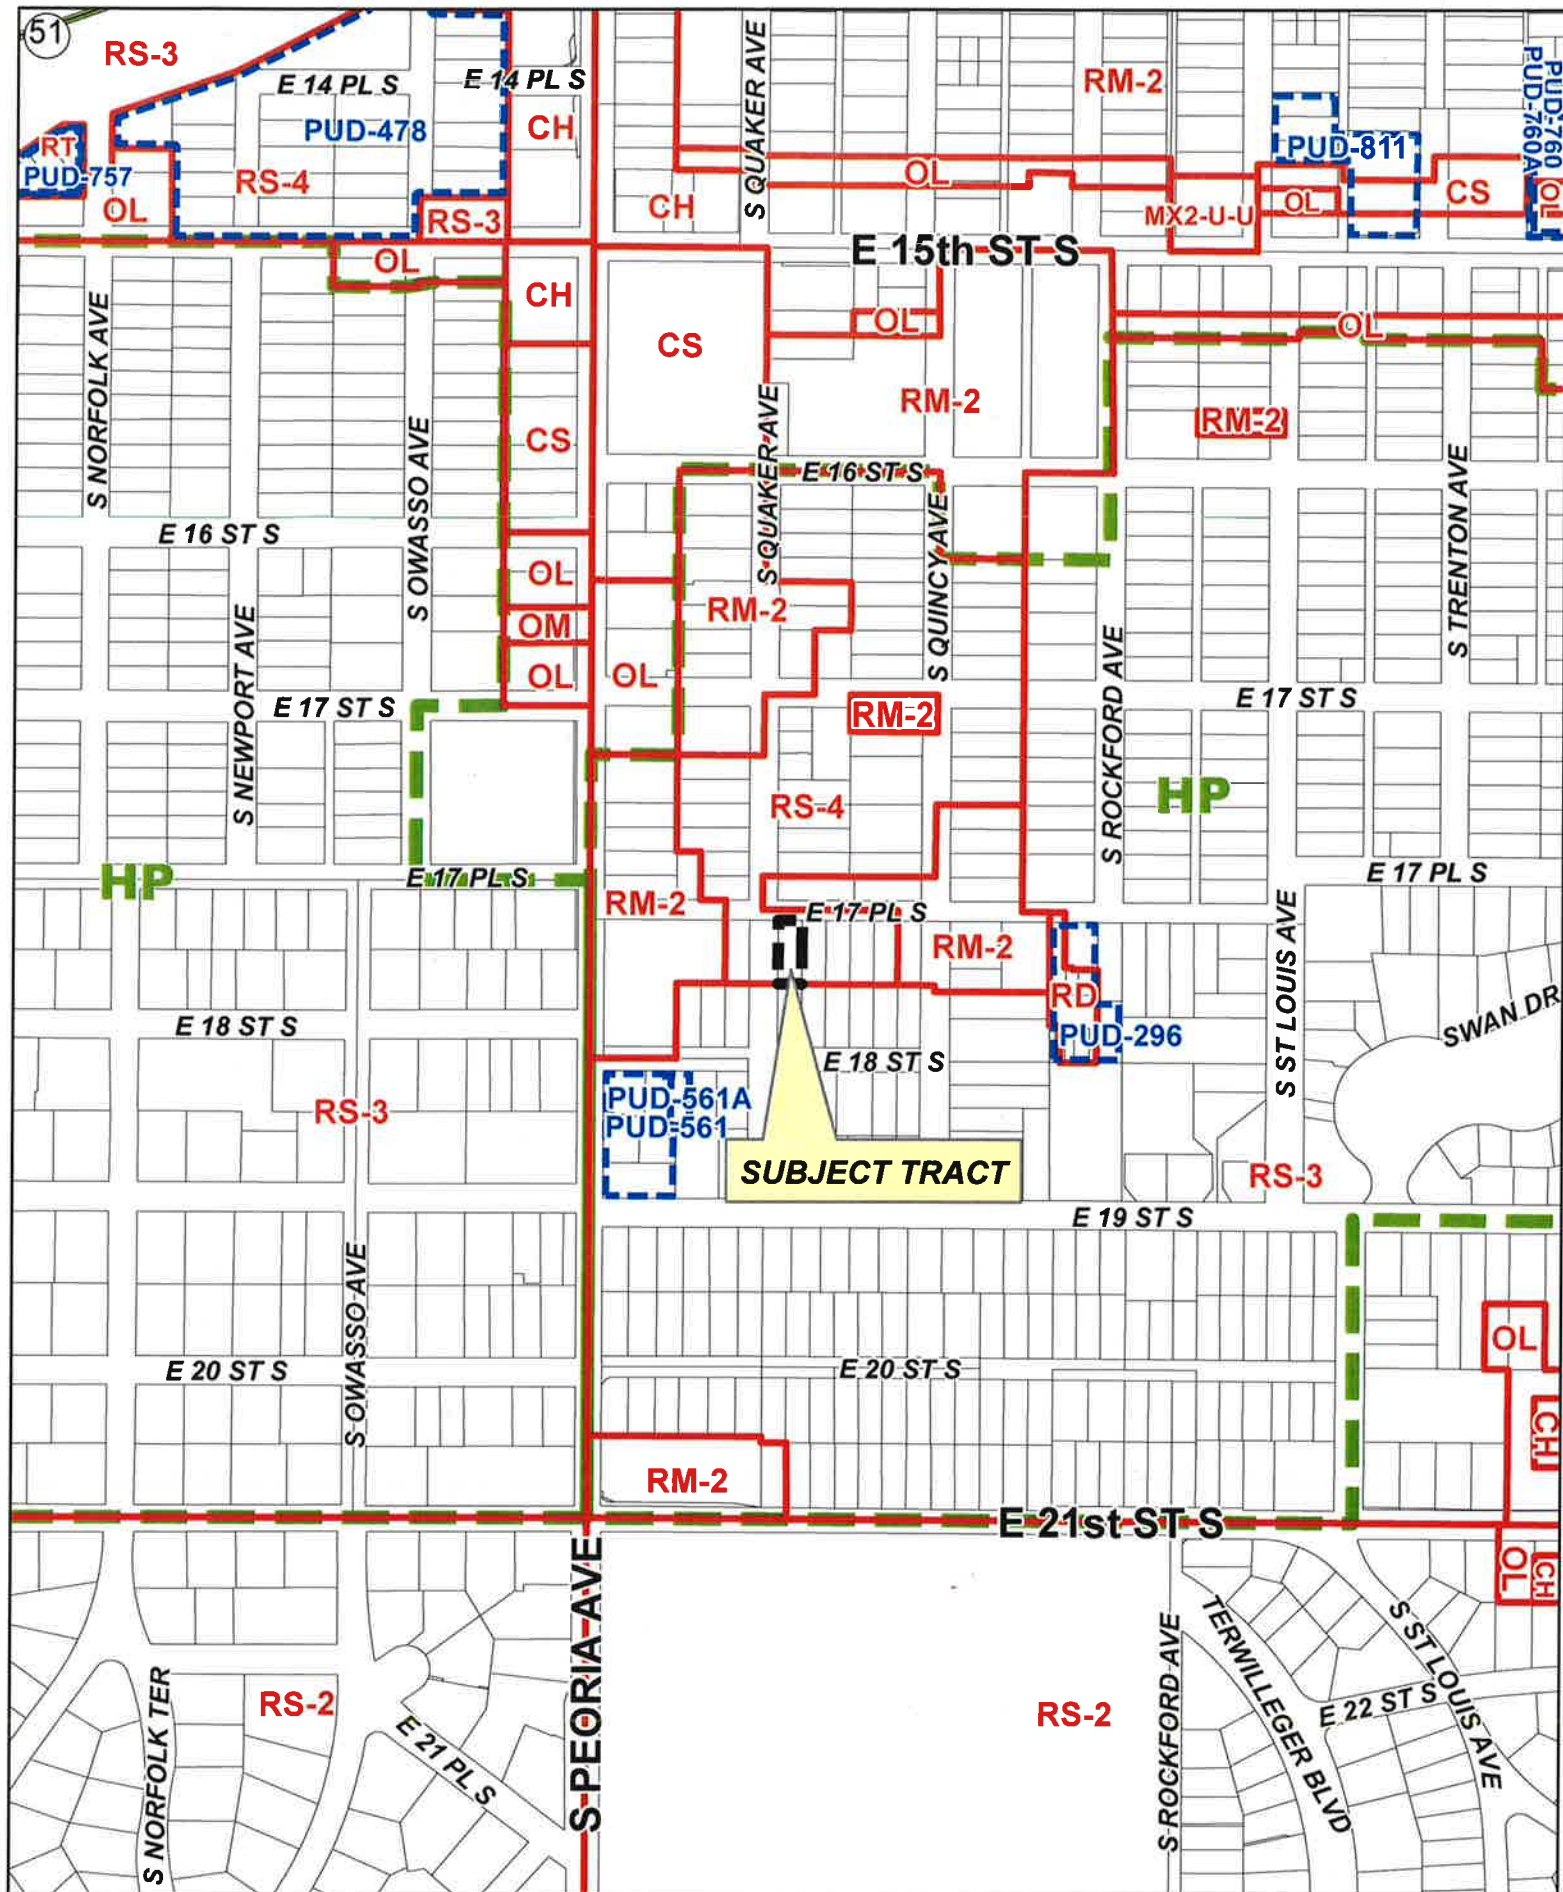 51
RS-3
E 14 PL S
E 14 PL S
RT
PUD-757
OL
PUD-478
RS-4
RS-3
CH
S QUAKER AVE
CH
RM-2
OL
PUD-811
MX2-U-U
OL
CS
PUD-760
PUD-760A
OL
E 15th ST S
OL
CH
CS
OL
OL
S NORFOLK AVE
S OWASSO AVE
CS
S QUAKER AVE
RM-2
RM-2
E 16 ST S
S QUINCY AVE
S TRENTON AVE
E 16 ST S
OL
OM
OL
OL
RM-2
S NEWPORT AVE
E 17 ST S
RM-2
S ROCKFORD AVE
E 17 ST S
RS-4
HP
HP
E 17 PL S
E 17 PL S
RM-2
E 17 PL S
RM-2
S ST LOUIS AVE
RD
PUD-296
SWAN DR
E 18 ST S
E 18 ST S
RS-3
PUD-561A
PUD-561
SUBJECT TRACT
RS-3
E 19 ST S
S OWASSO AVE
E 20 ST S
E 20 ST S
OL
CH
RM-2
E 21st ST S
OL
CH
S PEORIA AVE
S NORFOLK TER
RS-2
E 21 PL S
RS-2
S ROCKFORD AVE
TERWILLEGER BLVD
S ST LOUIS AVE
E 22 ST S